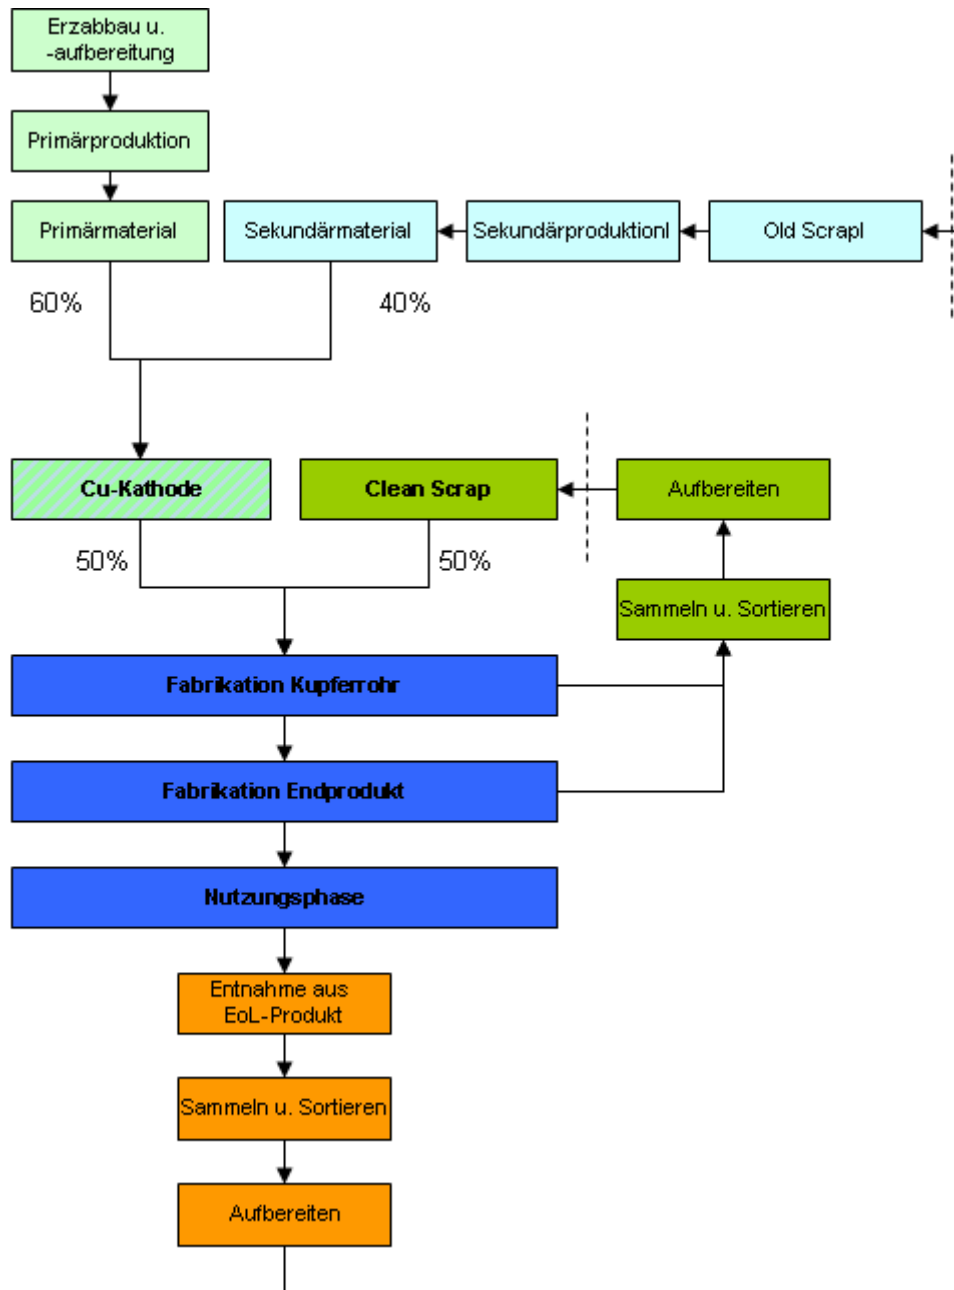 Erzabbau u.
-aufbereitung
Primärproduktion
Primärmaterial
Sekundärmaterial
Sekundärproduktionl
Old Scrapl
60%
40%
Cu-Kathode
Clean Scrap
Aufbereiten
50%
50%
Sammeln u. Sortieren
Fabrikation Kupferrohr
Fabrikation Endprodukt
Nutzungsphase
Entnahme aus
EoL-Produkt
Sammeln u. Sortieren
Aufbereiten